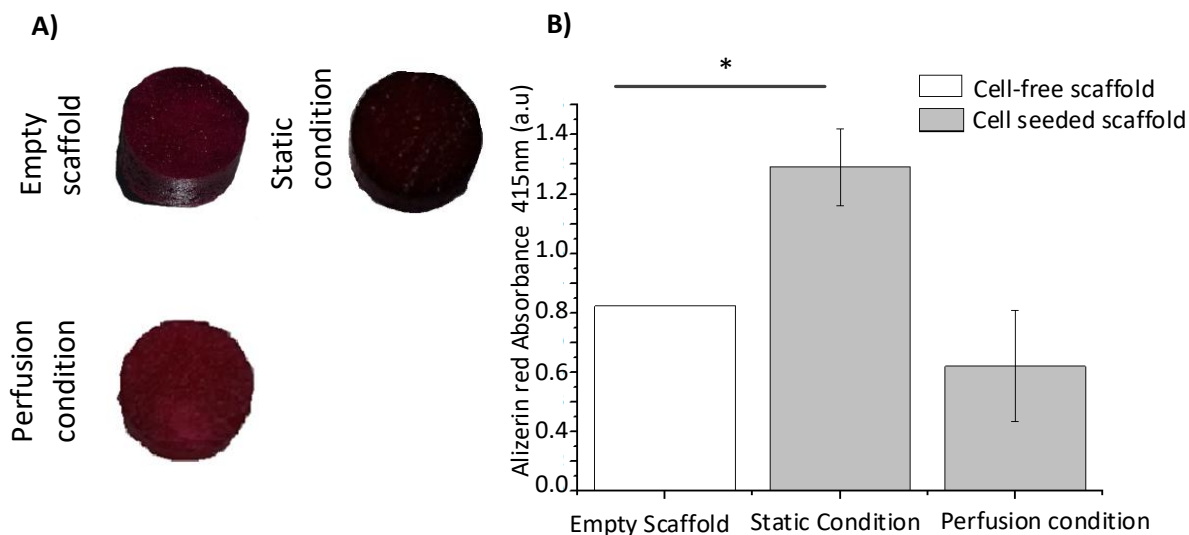 A)
Empty
scaffold
Static
condition
Perfusion
condition
B)
*
Cell-free scaffold
Cell seeded scaffold
Alizerin red Absorbance 415nm (a.u)
1.4
1.2
1.0
0.8
0.6
0.4
0.0
Empty Scaffold
Static Condition
Perfusion condition